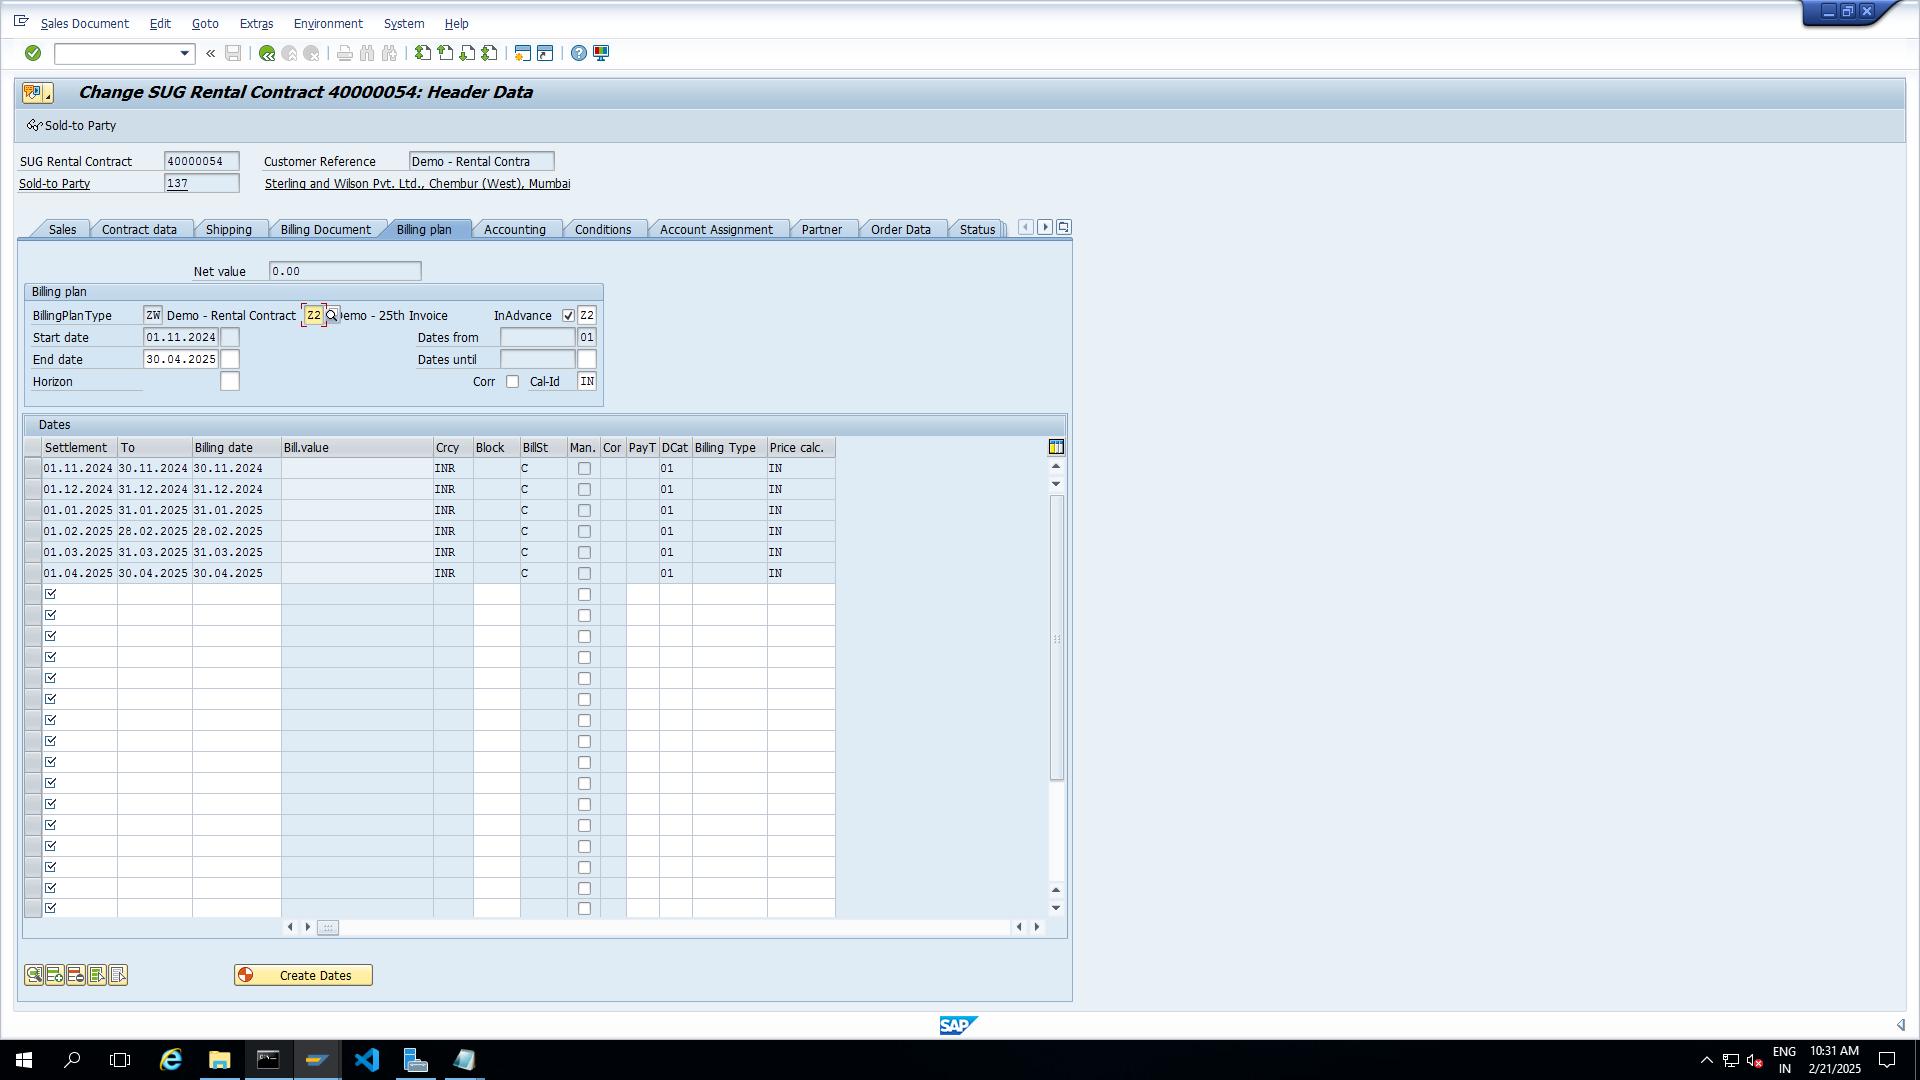 Sales Document Edit Goto Extras Environment System Help
Change SUG Rental Contract 40000054: Header Data
Sold-to Party
SUG Rental Contract 40000054 Customer Reference Demo - Rental Contra
Sold-to Party 137 Sterling and Wilson Pvt. Ltd., Chembur (West), Mumbai
Sales Contract data Shipping Billing Document Billing plan Accounting Conditions Account Assignment Partner Order Data Status
Net value 0.00
Billing plan
BillingPlanType ZW Demo - Rental Contract Z2 emo - 25th Invoice InAdvance Z2
Start date 01.11.2024 Dates from 01
End date 30.04.2025 Dates until
Horizon Corr Cal-Id IN
Dates
Settlement To Billing date Bill.value Crcy Block BillSt Man. Cor PayT DCat Billing Type Price calc.
01.11.2024 30.11.2024 30.11.2024 INR C 01 IN
01.12.2024 31.12.2024 31.12.2024 INR C 01 IN
01.01.2025 31.01.2025 31.01.2025 INR C 01 IN
01.02.2025 28.02.2025 28.02.2025 INR C 01 IN
01.03.2025 31.03.2025 31.03.2025 INR C 01 IN
01.04.2025 30.04.2025 30.04.2025 INR C 01 IN
Create Dates
SAP
ENG 10:31 AM
IN 2/21/2025